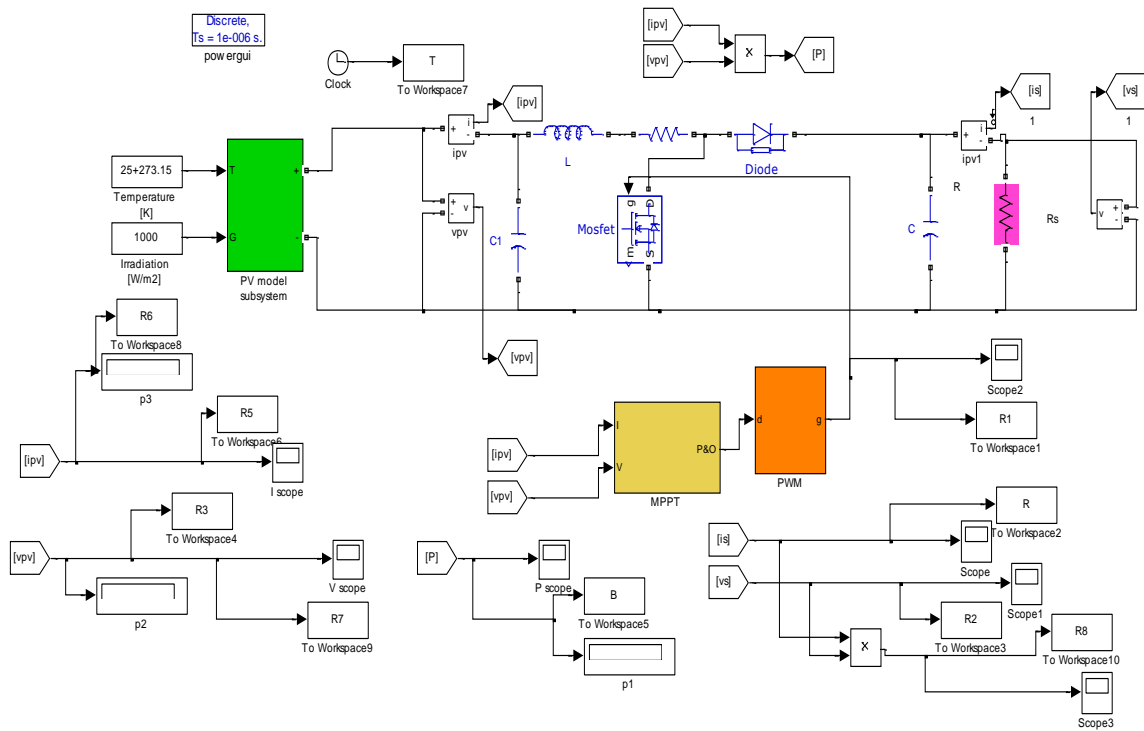 Discrete,
Ts = 1e-006 s.
powergui
Clock
T
To Workspace7
[ipv]
[vpv]
X
[P]
[ipv]
[is]
1
[vs]
1
i
+
-
ipv
L
Diode
i
+
-
ipv1
25+273.15
Temperature
[K]
1000
Irradiation
[W/m2]
T
G
+
-
PV model
subsystem
+
-
v
vpv
C1
Mosfet
g
D
m
S
R
C
Rs
v
+
-
R6
To Workspace8
p3
R5
To Workspace6
[ipv]
I scope
[vpv]
R3
To Workspace4
[vpv]
V scope
p2
R7
To Workspace9
[ipv]
[vpv]
I
V
P&O
MPPT
d
g
PWM
Scope2
R1
To Workspace1
[P]
P scope
B
To Workspace5
p1
[is]
R
To Workspace2
Scope
[vs]
Scope1
R2
To Workspace3
X
R8
To Workspace10
Scope3